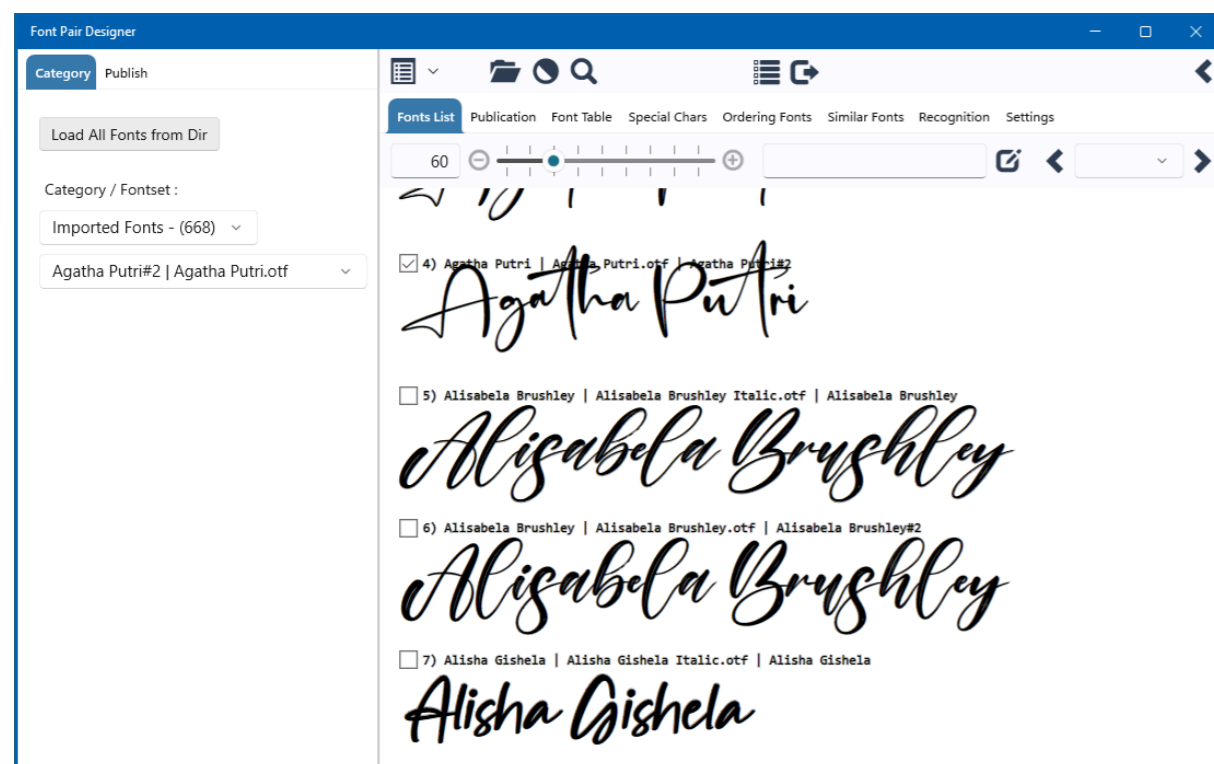 Font Pair Designer
Category Publish
Load All Fonts from Dir
Category / Fontset :
Imported Fonts - (668)
Agatha Putri#2 | Agatha Putri.otf
Fonts List Publication Font Table Special Chars Ordering Fonts Similar Fonts Recognition Settings
60
4) Agatha Putri | Agatha Putri.otf | Agatha Putri#2
Agatha Putri
5) Alisabela Brushley | Alisabela Brushley Italic.otf | Alisabela Brushley
Alisabela Brushley
6) Alisabela Brushley | Alisabela Brushley.otf | Alisabela Brushley#2
Alisabela Brushley
7) Alisha Gishela | Alisha Gishela Italic.otf | Alisha Gishela
Alisha Gishela